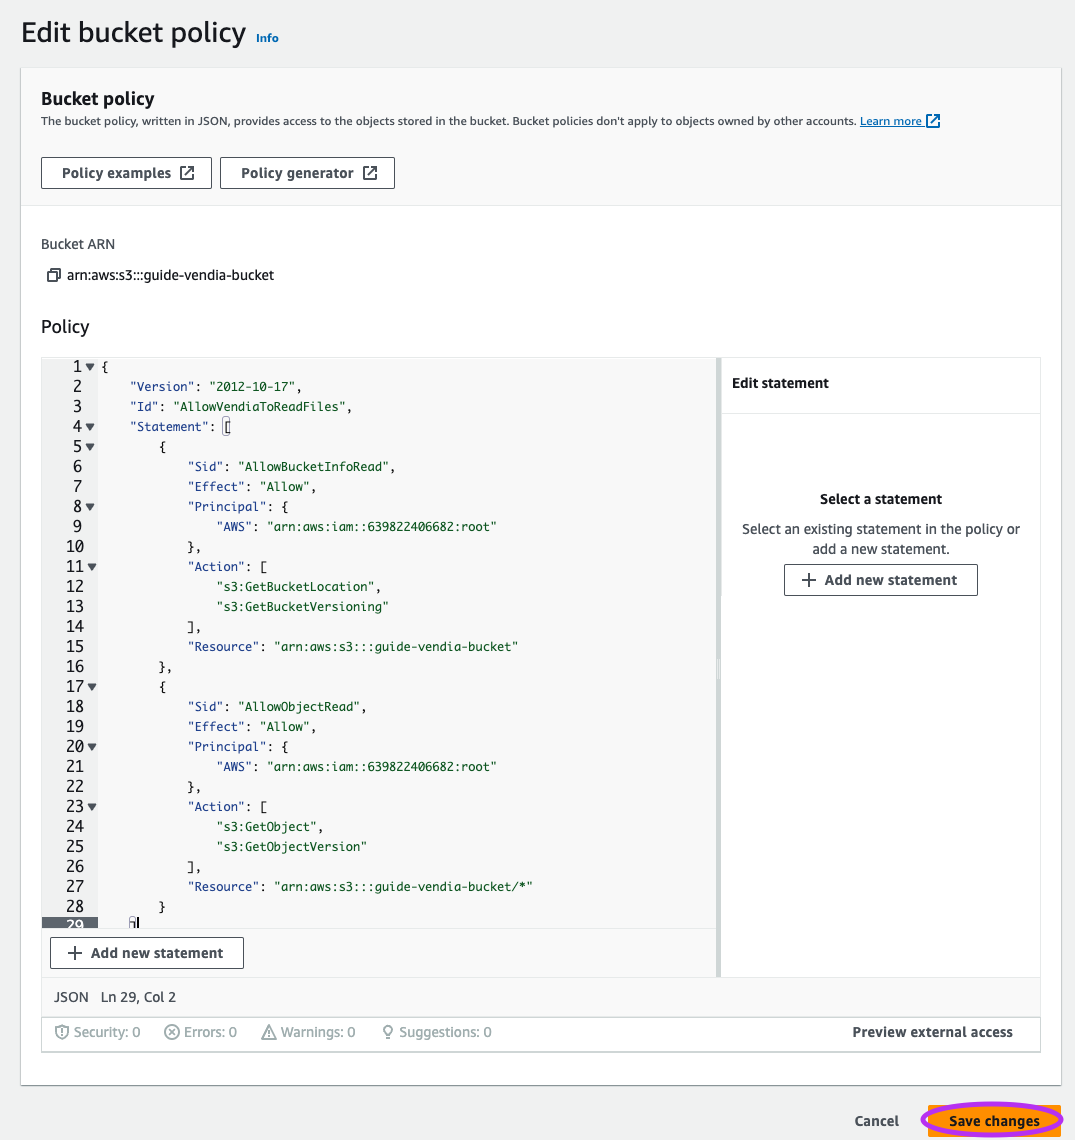 Edit bucket policy Info
Bucket policy
The bucket policy, written in JSON, provides access to the objects stored in the bucket. Bucket policies don't apply to objects owned by other accounts. Learn more
Policy examples Policy generator
Bucket ARN
arn:aws:s3:::guide-vendia-bucket
Policy
1 {
2 "Version": "2012-10-17",
3 "Id": "AllowVendiaToReadFiles",
4 "Statement": [
5 {
6 "Sid": "AllowBucketInfoRead",
7 "Effect": "Allow",
8 "Principal": {
9 "AWS": "arn:aws:iam::639822406682:root"
10 },
11 "Action": [
12 "s3:GetBucketLocation",
13 "s3:GetBucketVersioning"
14 ],
15 "Resource": "arn:aws:s3:::guide-vendia-bucket"
16 },
17 {
18 "Sid": "AllowObjectRead",
19 "Effect": "Allow",
20 "Principal": {
21 "AWS": "arn:aws:iam::639822406682:root"
22 },
23 "Action": [
24 "s3:GetObject",
25 "s3:GetObjectVersion"
26 ],
27 "Resource": "arn:aws:s3:::guide-vendia-bucket/*"
28 }
29 ]
Add new statement
JSON Ln 29, Col 2
Security: 0 Errors: 0 Warnings: 0 Suggestions: 0
Preview external access
Edit statement
Select a statement
Select an existing statement in the policy or
add a new statement.
Add new statement
Cancel Save changes